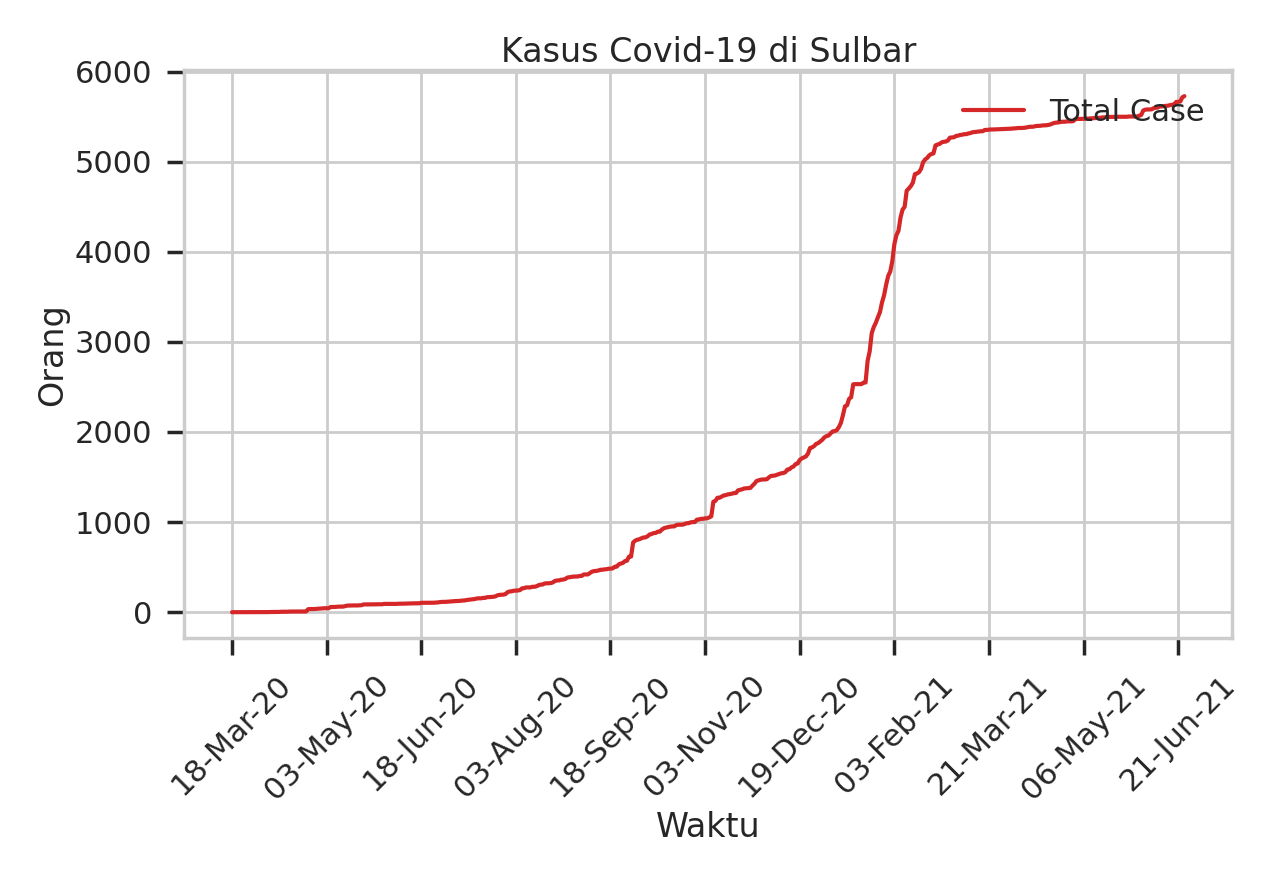 Kasus Covid-19 di Sulbar
6000
5000
4000
3000
2000
1000
0
Orang
Total Case
18-Mar-20
03-May-20
18-Jun-20
03-Aug-20
18-Sep-20
03-Nov-20
19-Dec-20
03-Feb-21
21-Mar-21
06-May-21
21-Jun-21
Waktu